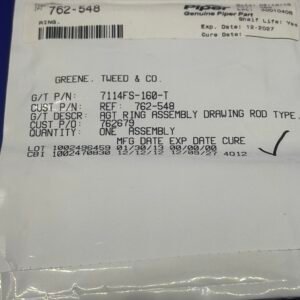 762-548
RING.
Piper
Genuine Piper Part
Shelf Life: Yes
Exp. Date: 12-2027
Cure Date:
GREENE, TWEED & CO.
G/T P/N: 7114FS-160-T
CUST P/N: REF: 762-548
G/T DESCR: AGT RING ASSEMBLY DRAWING ROD TYPE.
CUST P/O: 762679
QUANTITY: ONE ASSEMBLY
MFG DATE EXP DATE CURE
LOT 1002496459 01/30/13 00/00/00
CBI 1002470830 12/12/12 12/09/27 4Q12